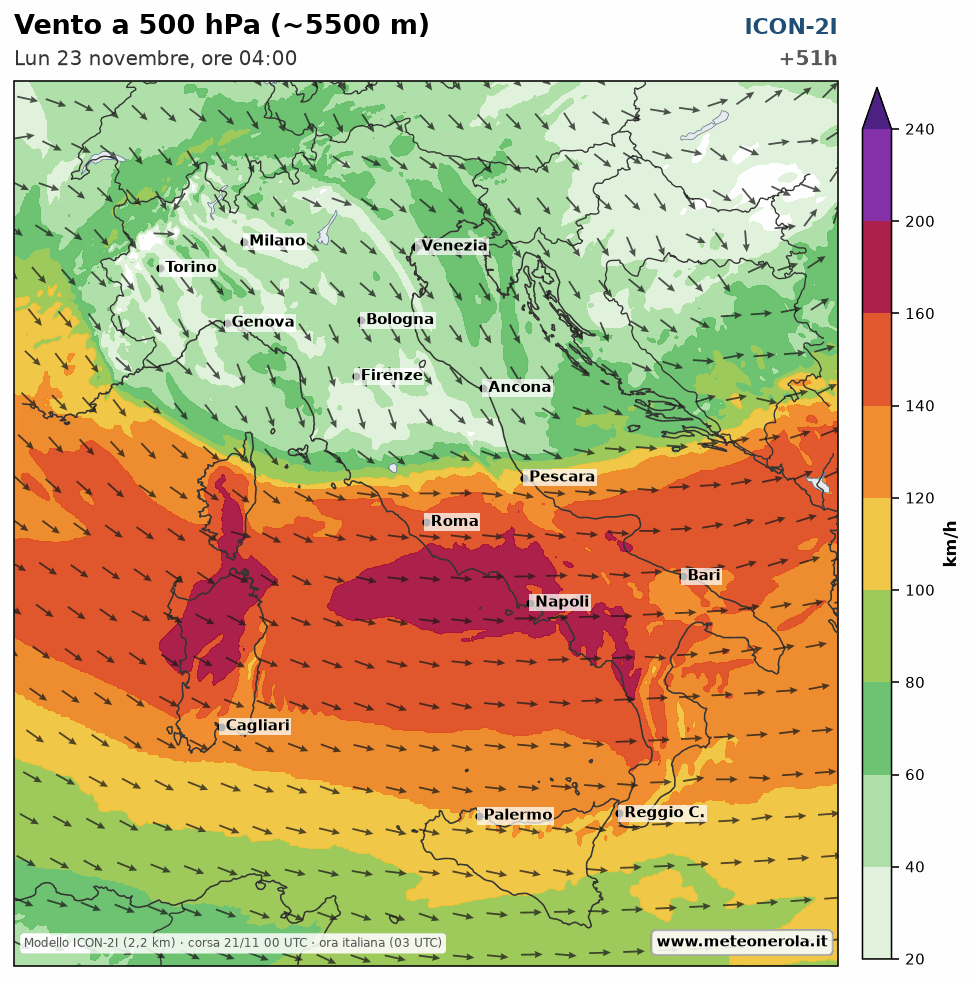 Vento a 500 hPa (~5500 m)
ICON-2I
Lun 23 novembre, ore 04:00
+51h
Milano
Venezia
Torino
Genova
Bologna
Firenze
Ancona
Pescara
Roma
Bari
Napoli
Cagliari
Palermo
Reggio C.
240
200
160
140
120
100
80
60
40
20
km/h
Modello ICON-2I (2,2 km) · corsa 21/11 00 UTC · ora italiana (03 UTC)
www.meteonerola.it